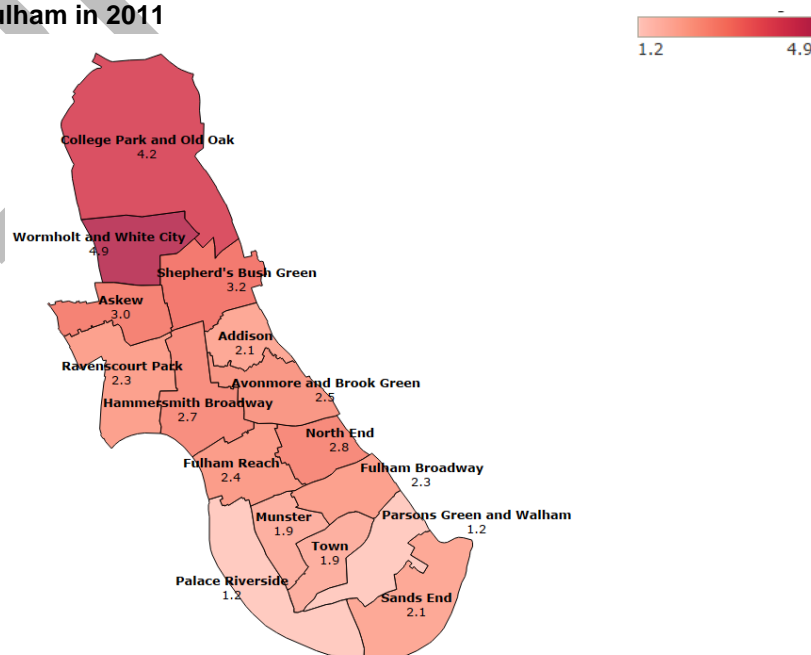 lham in 2011
1.2 4.9
College Park and Old Oak
4.2
Wormholt and White City
4.9
Shepherd's Bush Green
3.2
Askew
3.0
Addison
2.1
Ravenscourt Park
2.3
Avonmore and Brook Green
2.5
Hammersmith Broadway
2.7
North End
2.8
Fulham Reach
2.4
Fulham Broadway
2.3
Munster
1.9
Parsons Green and Walham
1.2
Town
1.9
Palace Riverside
1.2
Sands End
2.1